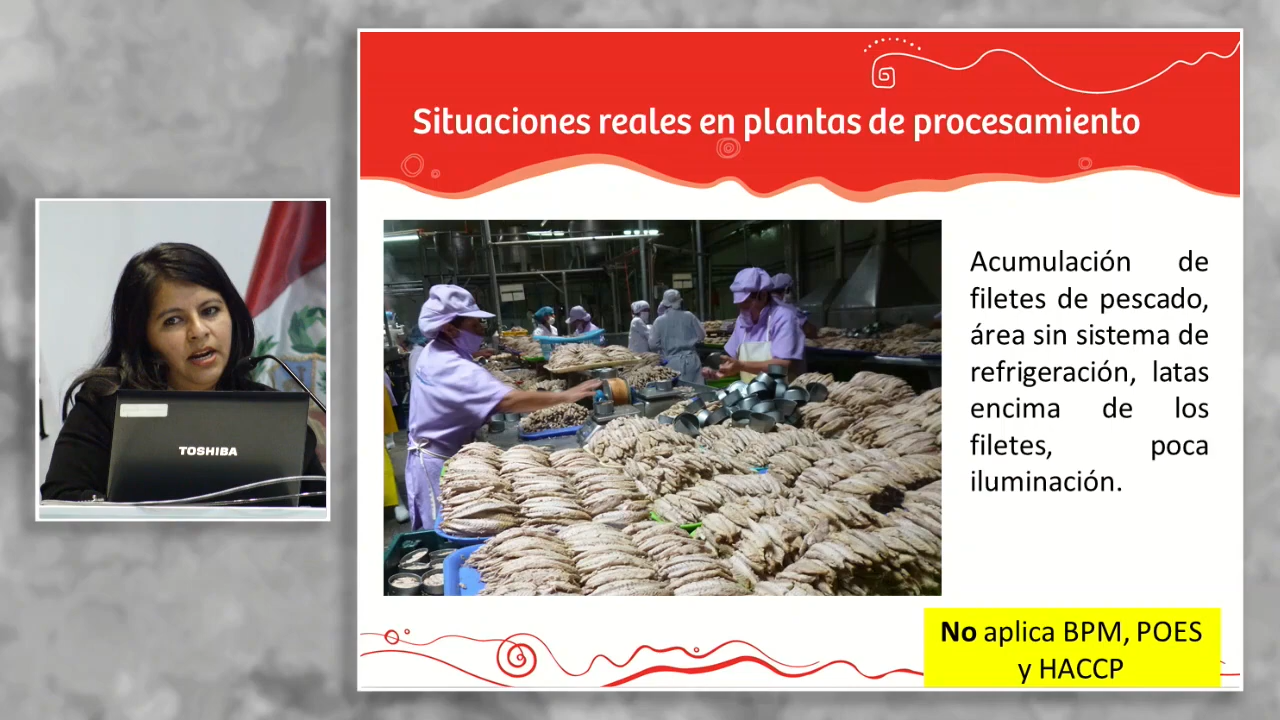 Situaciones reales en plantas de procesamiento
TOSHIBA
Acumulación de
filetes de pescado,
área sin sistema de
refrigeración, latas
encima de los
filetes, poca
iluminación.
No aplica BPM, POES
y HACCP